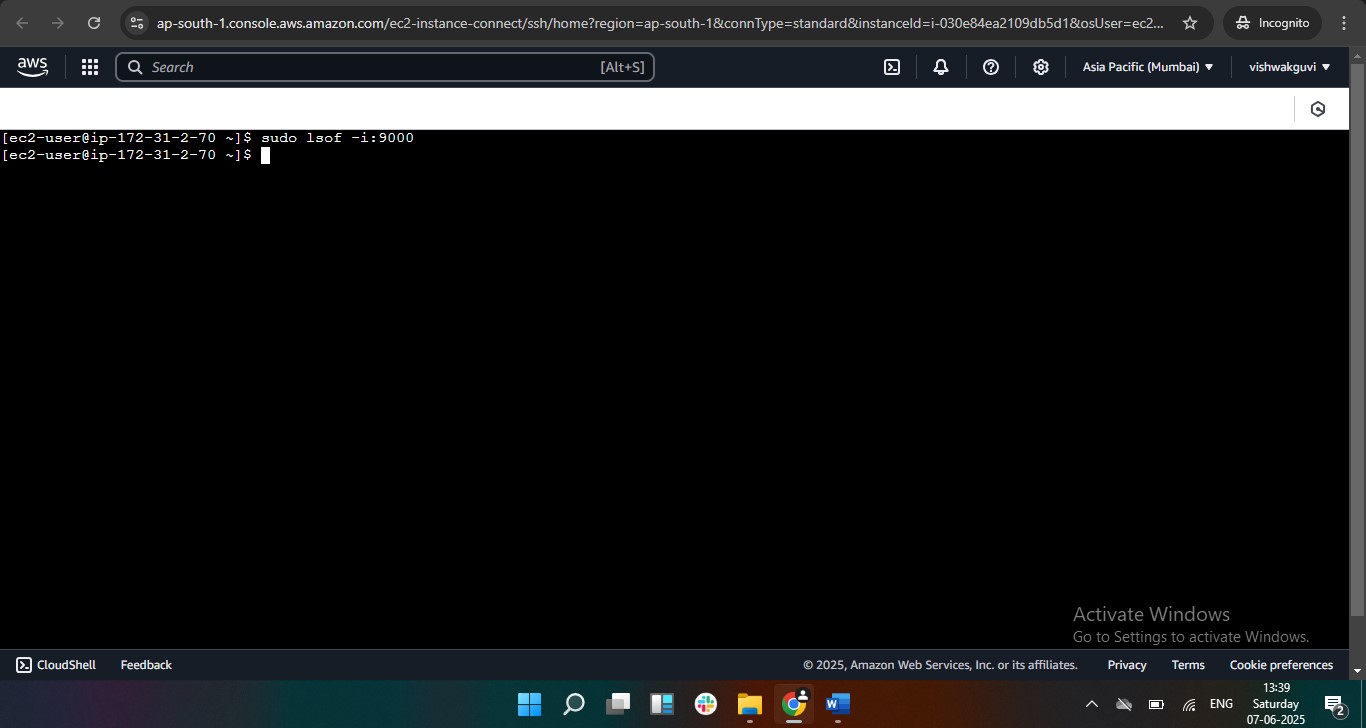 ap-south-1.console.aws.amazon.com/ec2-instance-connect/ssh/home?region=ap-south-1&connType=standard&instanceId=i-030e84ea2109db5d1&osUser=ec2...
Incognito
aws
Search
[Alt+S]
Asia Pacific (Mumbai)
vishwakguvi
[ec2-user@ip-172-31-2-70 ~]$ sudo lsof -i:9000
[ec2-user@ip-172-31-2-70 ~]$
Activate Windows
Go to Settings to activate Windows.
CloudShell
Feedback
© 2025, Amazon Web Services, Inc. or its affiliates.
Privacy
Terms
Cookie preferences
W
ENG
13:39
Saturday
07-06-2025
2